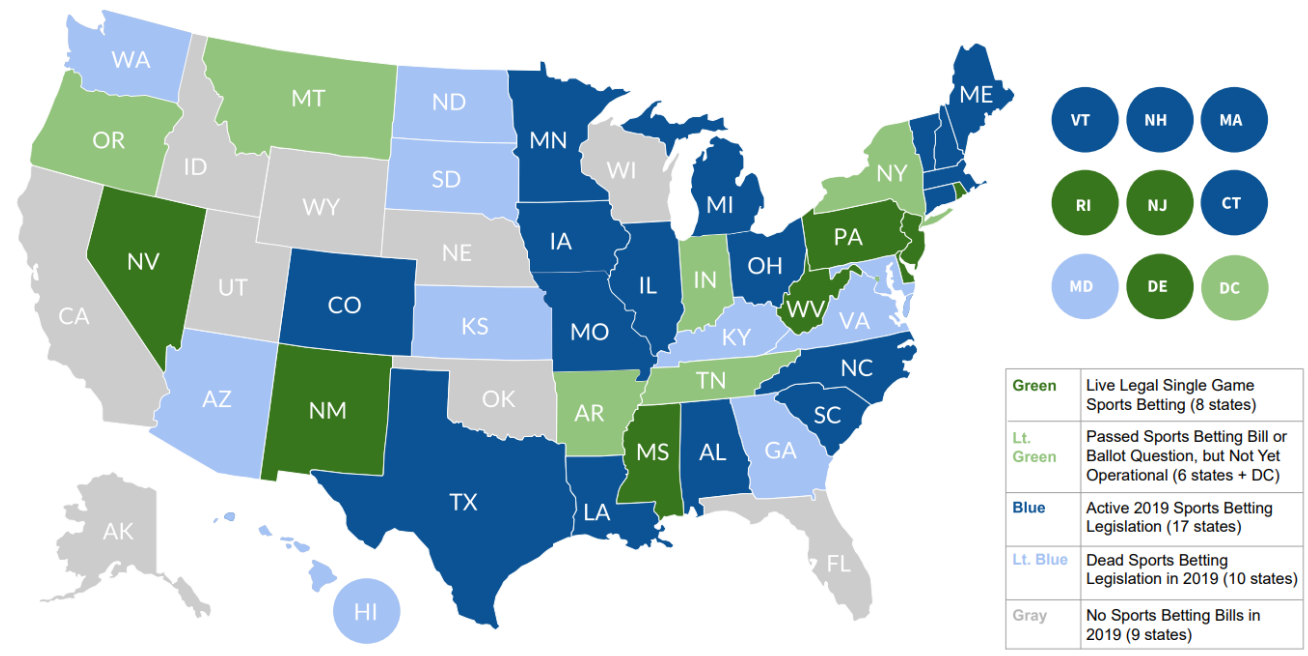 WA
MT
ND
MN
ME
VT
NH
MA
OR
ID
SD
WI
NY
WY
MI
RI
NJ
CT
NV
NE
IA
PA
UT
CO
IL
IN
OH
MD
DE
DC
CA
KS
MO
KY
WV
VA
AZ
NM
OK
AR
TN
NC
SC
TX
LA
MS
AL
GA
AK
FL
HI
Green
Live Legal Single Game
Sports Betting (8 states)
Lt.
Green
Passed Sports Betting Bill or
Ballot Question, but Not Yet
Operational (6 states + DC)
Blue
Active 2019 Sports Betting
Legislation (17 states)
Lt. Blue
Dead Sports Betting
Legislation in 2019 (10 states)
Gray
No Sports Betting Bills in
2019 (9 states)